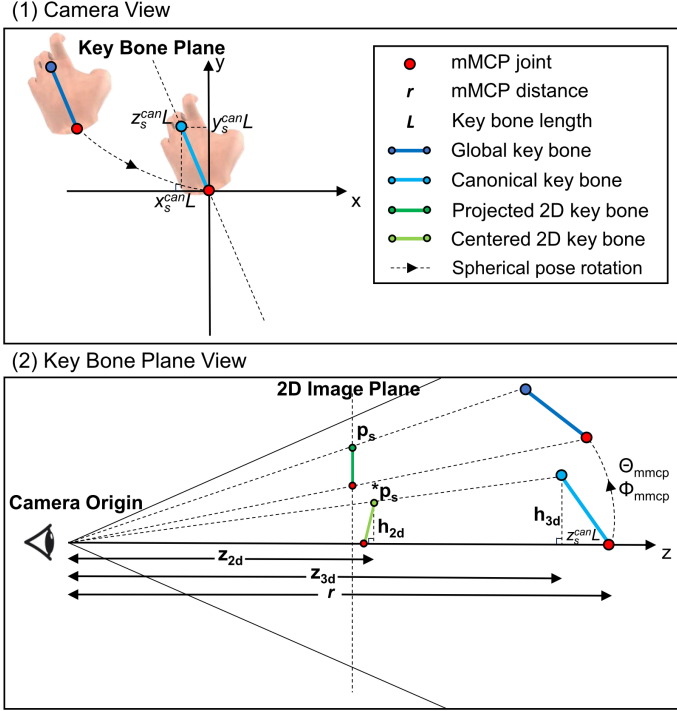 (1) Camera View
Key Bone Plane
y
z_s^{can}L
y_s^{can}L
x_s^{can}L
x
mMCP joint
r mMCP distance
L Key bone length
Global key bone
Canonical key bone
Projected 2D key bone
Centered 2D key bone
Spherical pose rotation
(2) Key Bone Plane View
2D Image Plane
p_s
*p_s
Θ_mmcp
Φ_mmcp
Camera Origin
h_2d
h_3d
z_s^{can}L
z
z_2d
z_3d
r